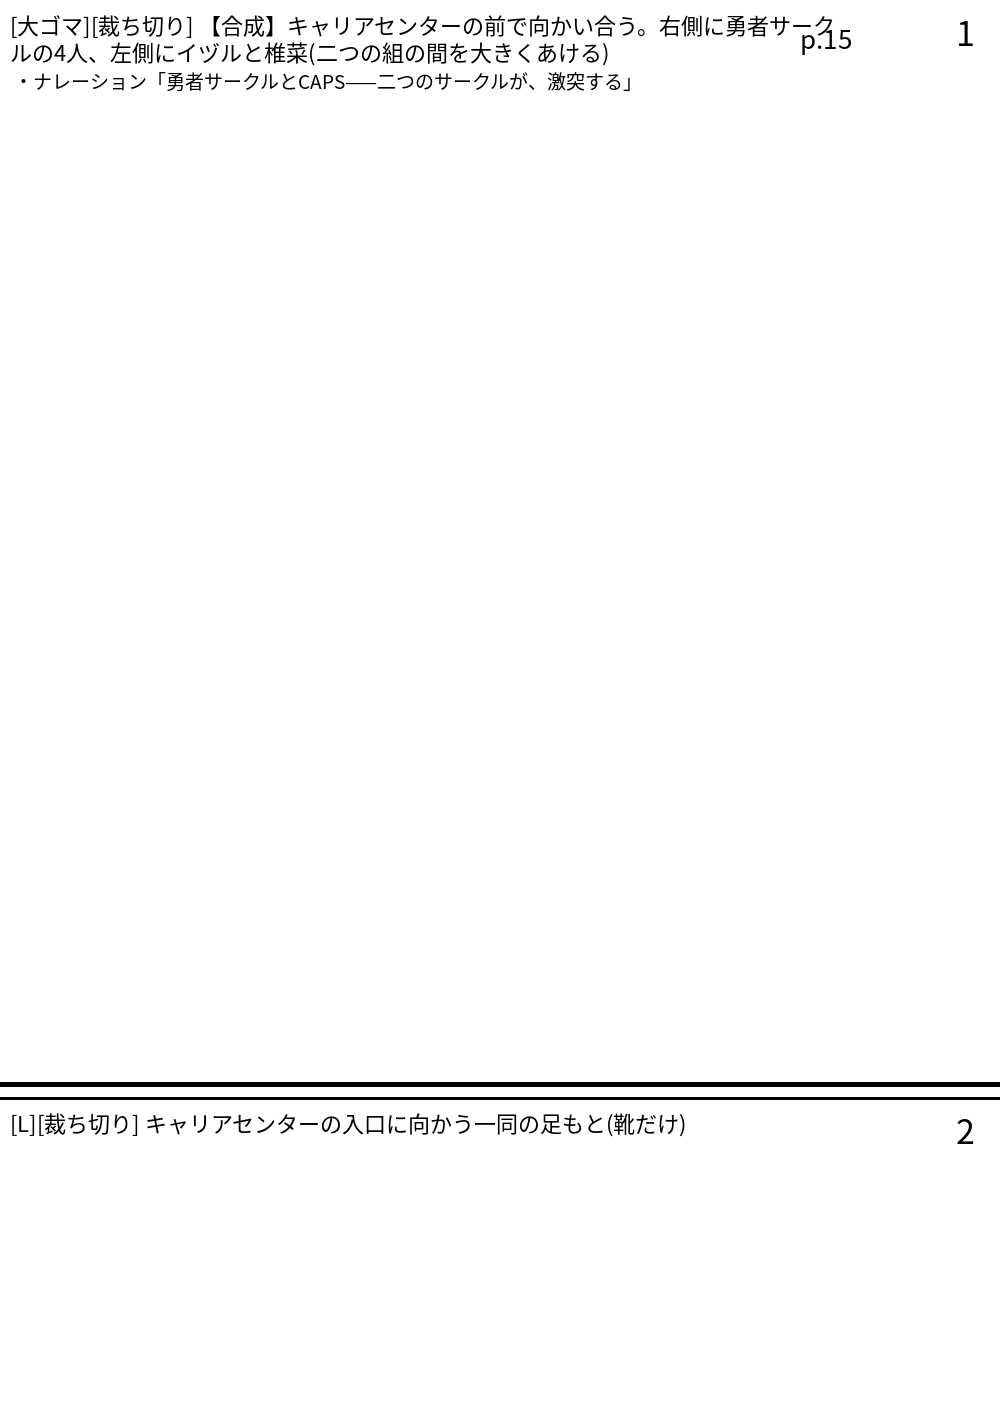 [大ゴマ][裁ち切り] 【合成】キャリアセンターの前で向かい合う。右側に勇者サーク
ルの4人、左側にイヅルと椎菜(二つの組の間を大きくあける)
・ナレーション「勇者サークルとCAPS――二つのサークルが、激突する」
p.15
1
[L][裁ち切り] キャリアセンターの入口に向かう一同の足もと(靴だけ)
2